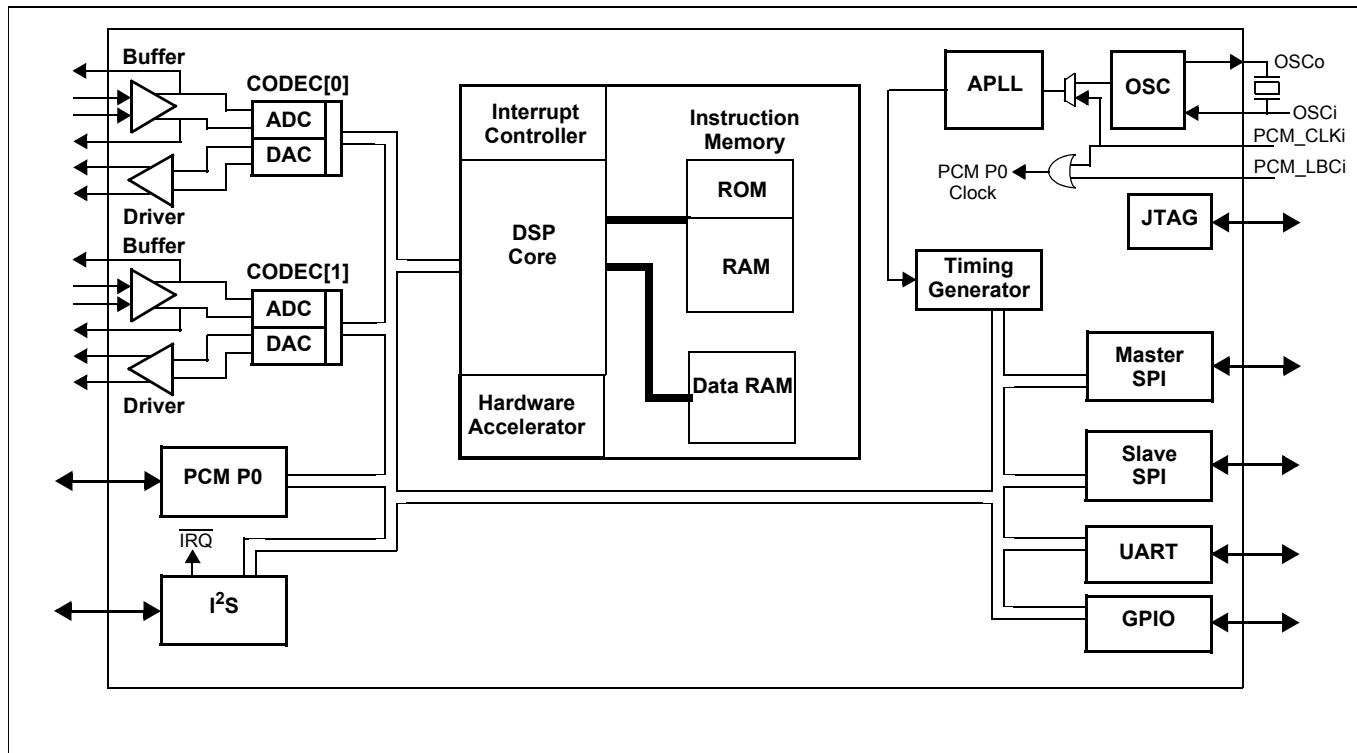 Buffer
CODEC[0]
ADC
DAC
Driver
Buffer
CODEC[1]
ADC
DAC
Driver
PCM P0
IRQ
I²S
Interrupt
Controller
DSP
Core
Hardware
Accelerator
Instruction
Memory
ROM
RAM
Data RAM
APLL
OSC
OSCo
OSCi
PCM_CLKi
PCM_LBCi
PCM P0
Clock
JTAG
Timing
Generator
Master
SPI
Slave
SPI
UART
GPIO